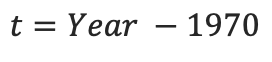 t = Year − 1970